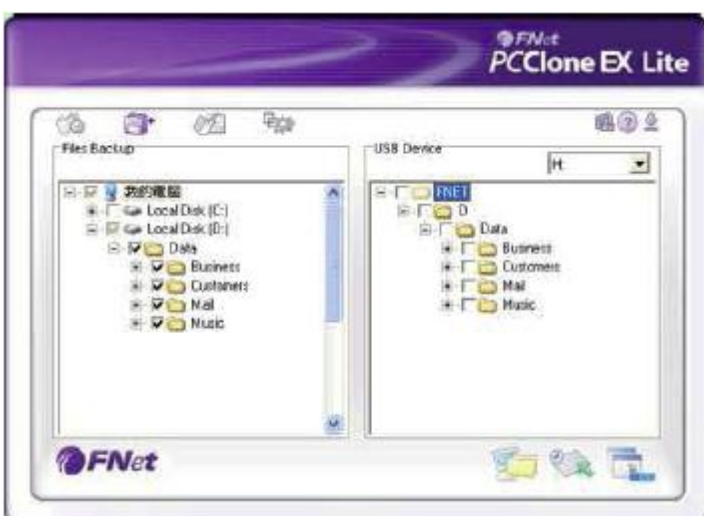 FNet
PCClone EX Lite
Files Backup
USB Device
H:
我的電腦
Local Disk (C:)
Local Disk (D:)
Data
Business
Customers
Mail
Music
FNET
D
Data
Business
Customers
Mail
Music
FNet